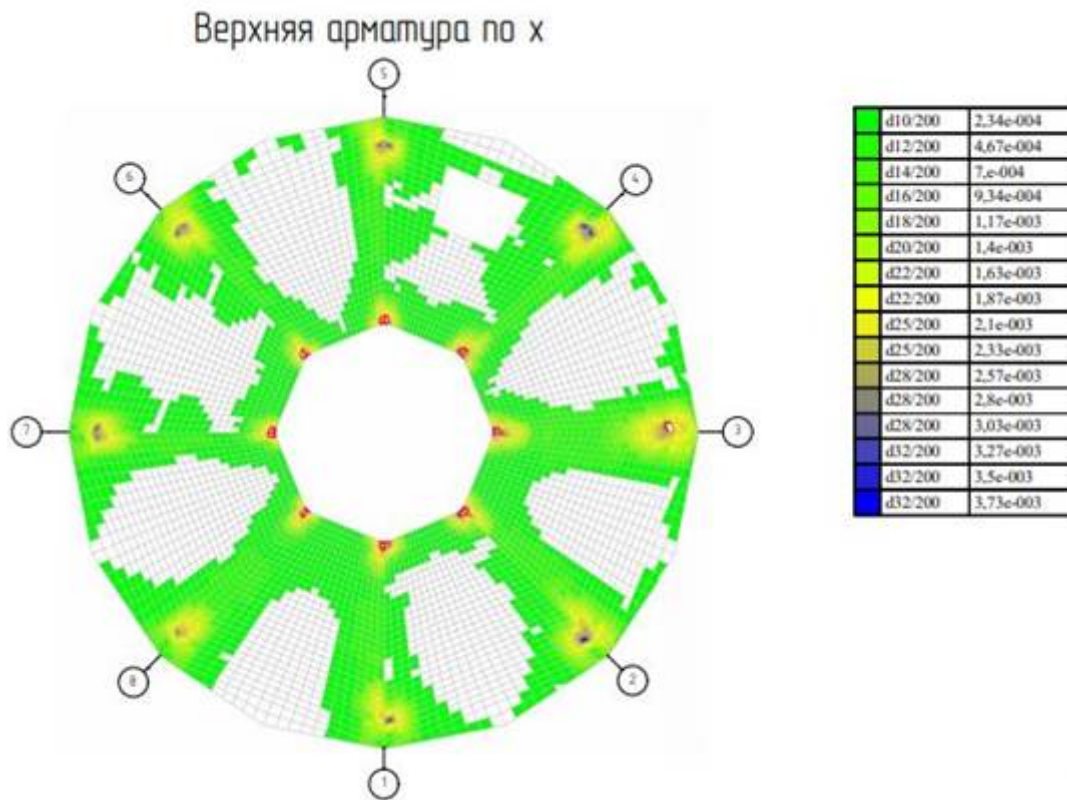 Верхняя арматура по x
5
6
4
7
3
8
2
1
d10/200 2,34e-004
d12/200 4,67e-004
d14/200 7,e-004
d16/200 9,34e-004
d18/200 1,17e-003
d20/200 1,4e-003
d22/200 1,63e-003
d22/200 1,87e-003
d25/200 2,1e-003
d25/200 2,33e-003
d28/200 2,57e-003
d28/200 2,8e-003
d28/200 3,03e-003
d32/200 3,27e-003
d32/200 3,5e-003
d32/200 3,73e-003